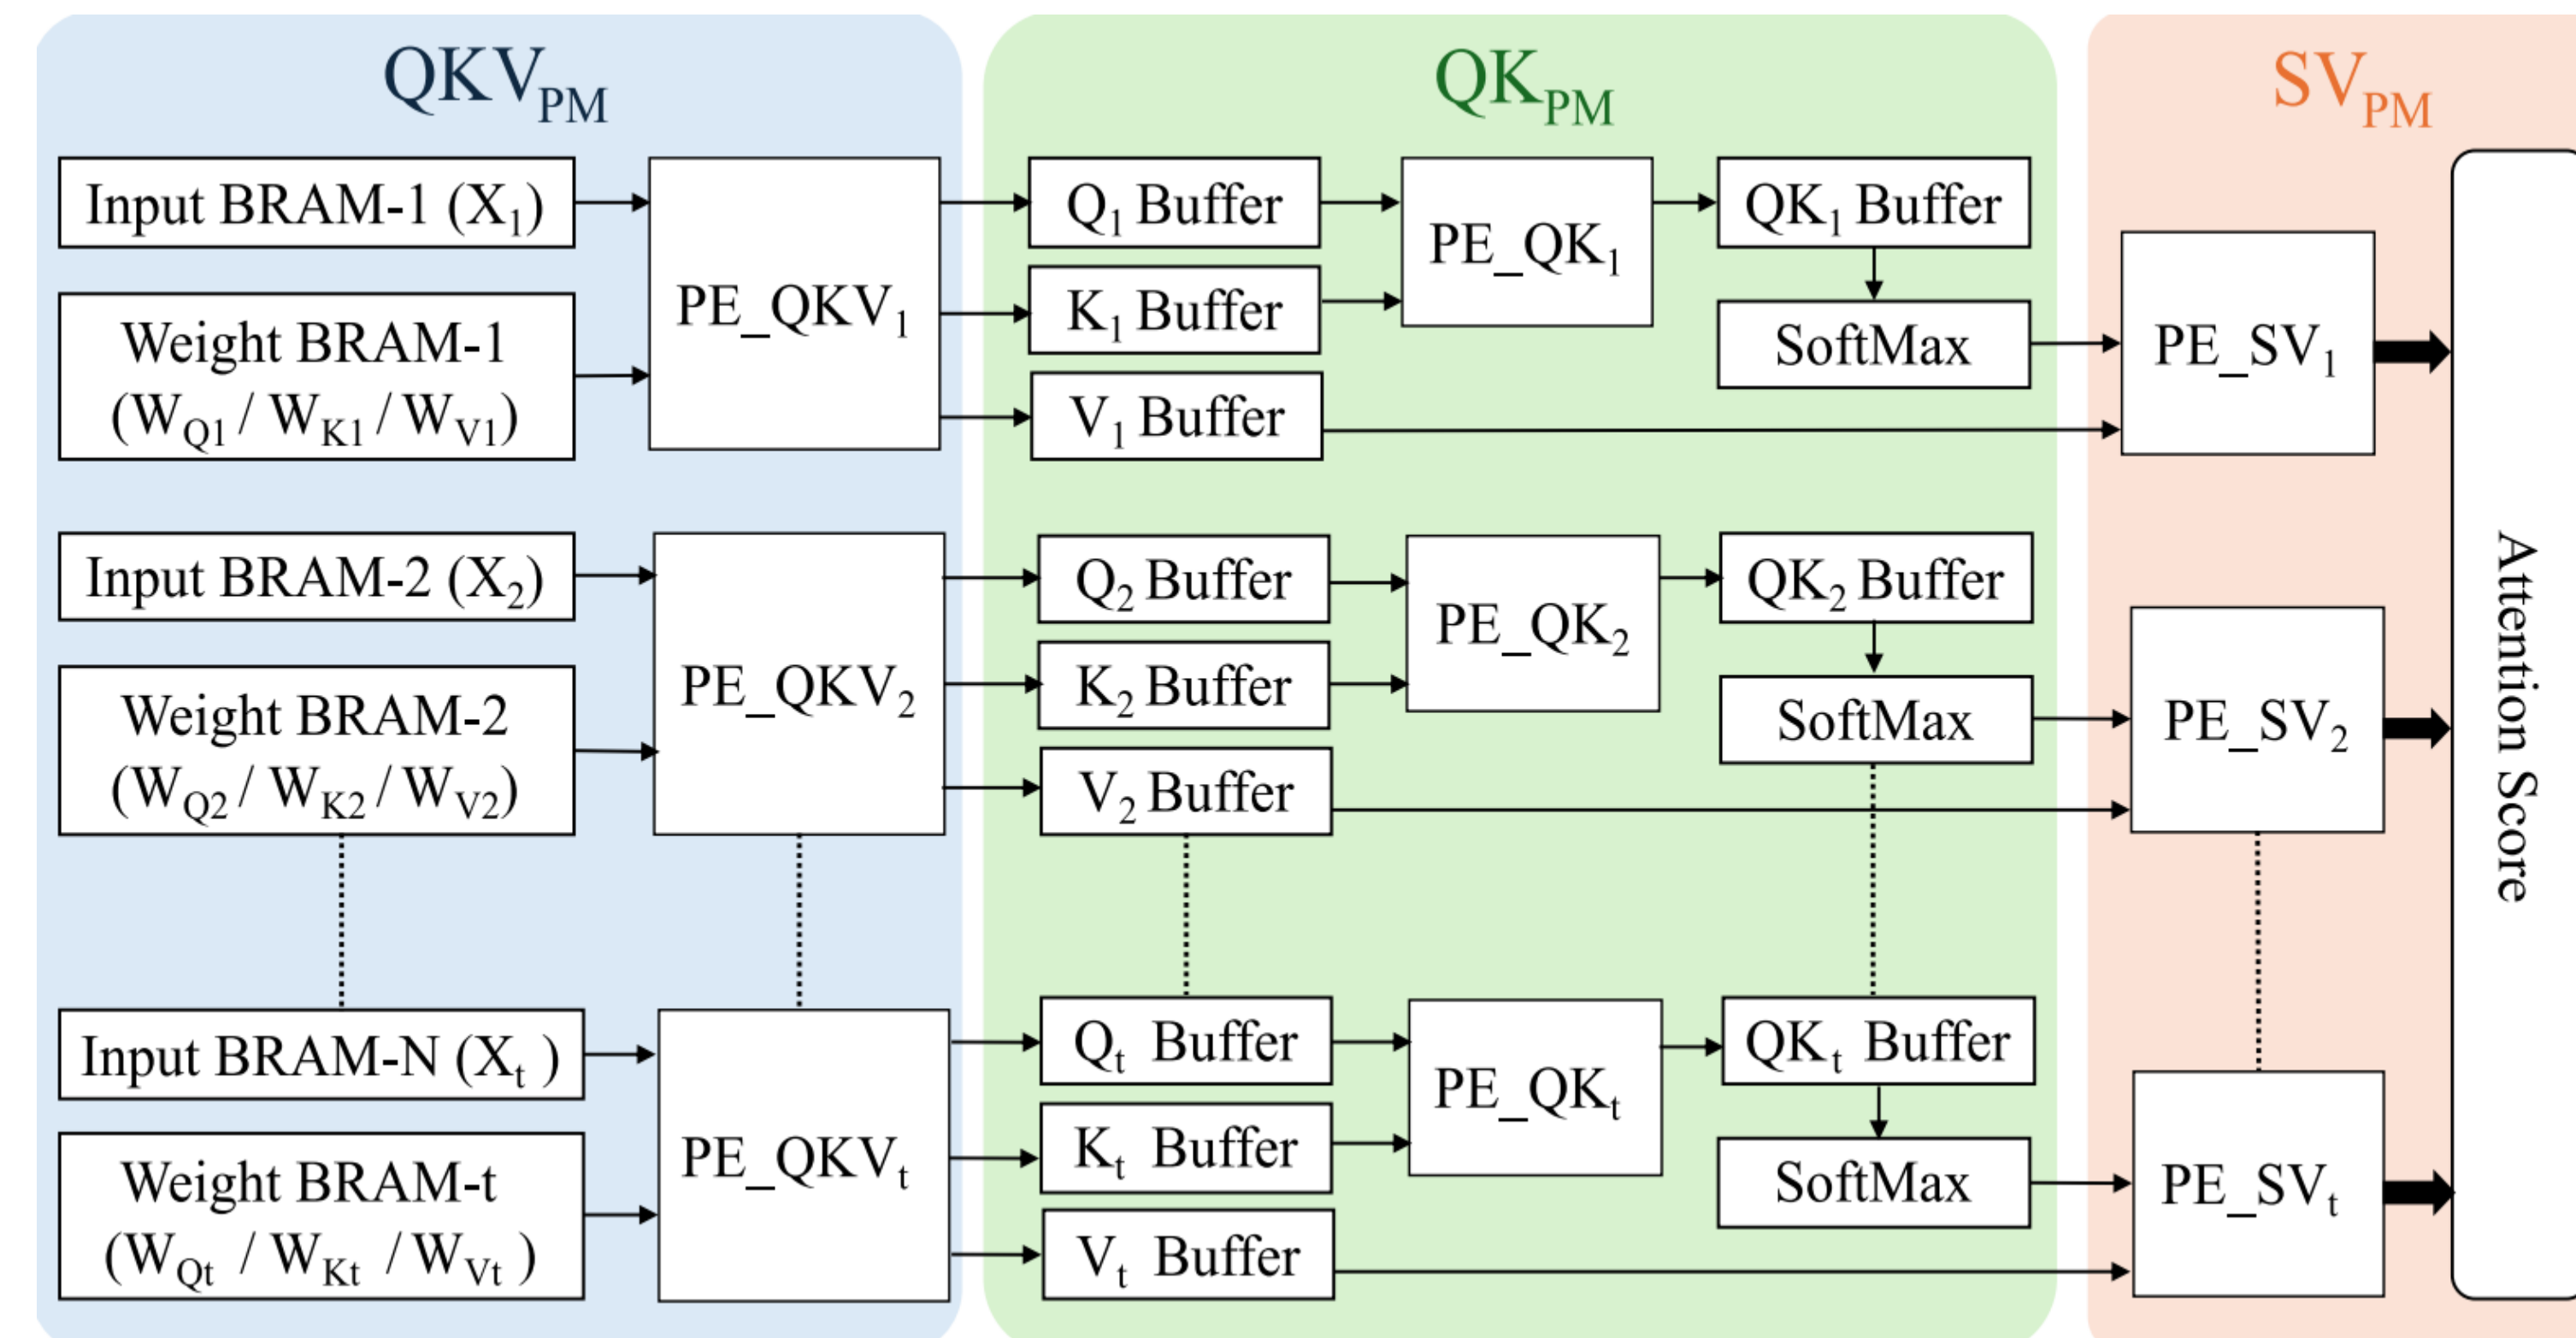 QKV_PM
QK_PM
SV_PM
Input BRAM-1 (X_1)
Weight BRAM-1
(W_Q1 / W_K1 / W_V1)
PE_QKV_1
Q_1 Buffer
K_1 Buffer
V_1 Buffer
PE_QK_1
QK_1 Buffer
SoftMax
PE_SV_1
Input BRAM-2 (X_2)
Weight BRAM-2
(W_Q2 / W_K2 / W_V2)
PE_QKV_2
Q_2 Buffer
K_2 Buffer
V_2 Buffer
PE_QK_2
QK_2 Buffer
SoftMax
PE_SV_2
Input BRAM-N (X_t )
Weight BRAM-t
(W_Qt / W_Kt / W_Vt )
PE_QKV_t
Q_t Buffer
K_t Buffer
V_t Buffer
PE_QK_t
QK_t Buffer
SoftMax
PE_SV_t
Attention Score